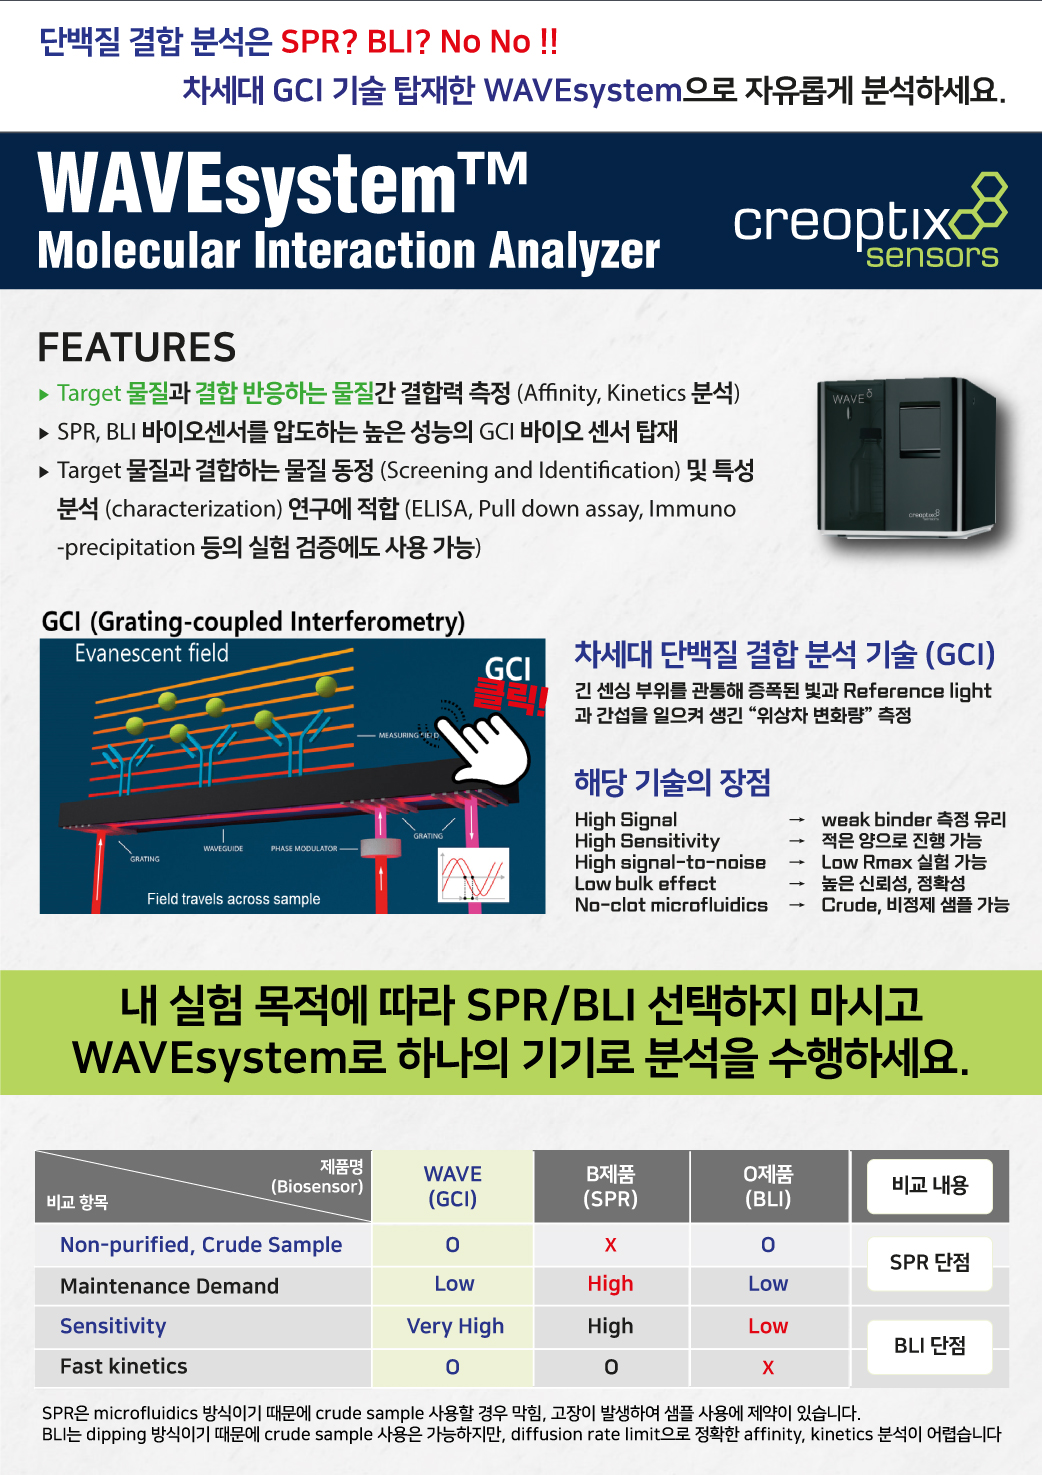 단백질 결합 분석은 SPR? BLI? No No !!
차세대 GCI 기술 탑재한 WAVEsystem으로 자유롭게 분석하세요.
WAVEsystem™
Molecular Interaction Analyzer
creoptix
sensors
FEATURES
▸ Target 물질과 결합 반응하는 물질간 결합력 측정 (Affinity, Kinetics 분석)
▸ SPR, BLI 바이오센서를 압도하는 높은 성능의 GCI 바이오 센서 탑재
▸ Target 물질과 결합하는 물질 동정 (Screening and Identification) 및 특성
분석 (characterization) 연구에 적합 (ELISA, Pull down assay, Immuno
-precipitation 등의 실험 검증에도 사용 가능)
WAVE δ
creoptix
sensors
GCI (Grating-coupled Interferometry)
Evanescent field
GCI
클릭!
MEASURING FIELD
GRATING
WAVEGUIDE
PHASE MODULATOR
GRATING
Field travels across sample
차세대 단백질 결합 분석 기술 (GCI)
긴 센싱 부위를 관통해 증폭된 빛과 Reference light
과 간섭을 일으켜 생긴 “위상차 변화량” 측정
해당 기술의 장점
High Signal → weak binder 측정 유리
High Sensitivity → 적은 양으로 진행 가능
High signal-to-noise → Low Rmax 실험 가능
Low bulk effect → 높은 신뢰성, 정확성
No-clot microfluidics → Crude, 비정제 샘플 가능
내 실험 목적에 따라 SPR/BLI 선택하지 마시고
WAVEsystem로 하나의 기기로 분석을 수행하세요.
제품명
(Biosensor)
비교 항목
WAVE
(GCI)
B제품
(SPR)
O제품
(BLI)
비교 내용
Non-purified, Crude Sample O X O
Maintenance Demand Low High Low
SPR 단점
Sensitivity Very High High Low
Fast kinetics O O X
BLI 단점
SPR은 microfluidics 방식이기 때문에 crude sample 사용할 경우 막힘, 고장이 발생하여 샘플 사용에 제약이 있습니다.
BLI는 dipping 방식이기 때문에 crude sample 사용은 가능하지만, diffusion rate limit으로 정확한 affinity, kinetics 분석이 어렵습니다